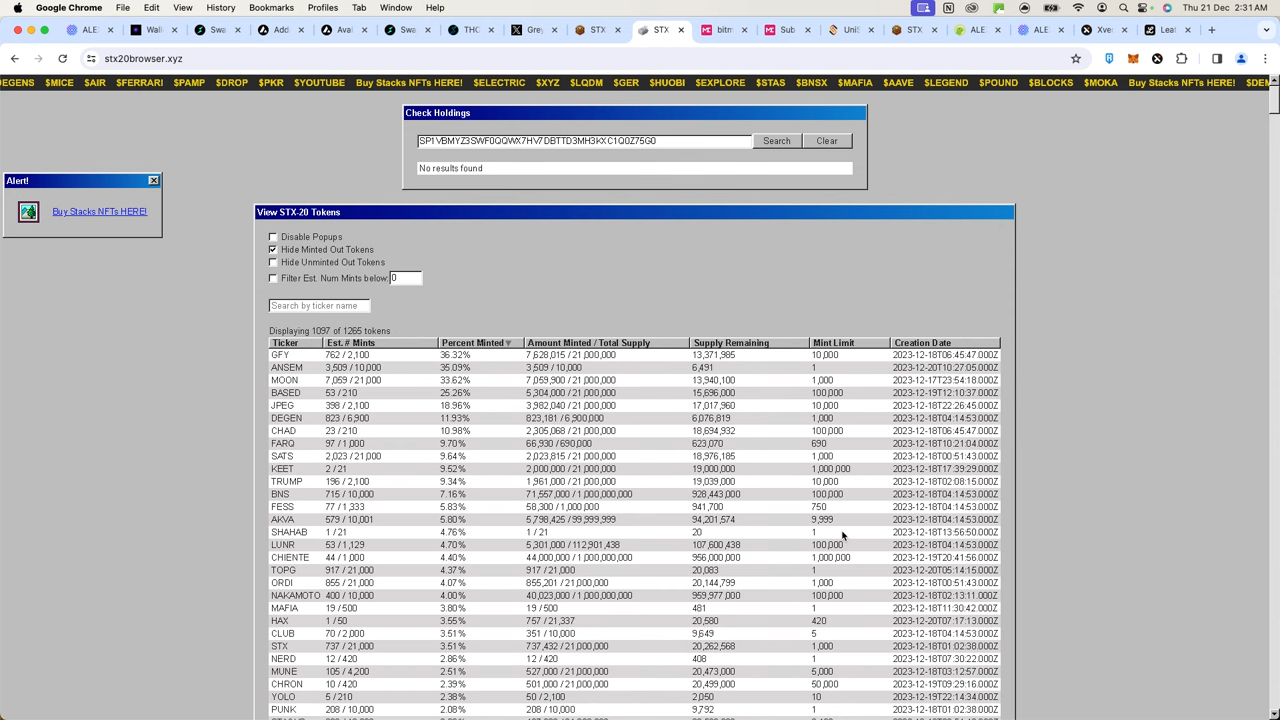 Google Chrome File Edit View History Bookmarks Profiles Tab Window Help Thu 21 Dec 2:31 AM
ALE Wall Swa Add Ava Swa THC Grey STX STX bitm Sub UniS STX ALE ALE Xve Leal
stx20browser.xyz
DEGENS $MICE $AIR $FERRARI $PAMP $DROP $PKR $YOUTUBE Buy Stacks NFTs HERE! $ELECTRIC $XYZ $LQDM $GER $HUOBI $EXPLORE $STAS $BNSX $MAFIA $AAVE $LEGEND $POUND $BLOCKS $MOKA Buy Stacks NFTs HERE!
Check Holdings
SP1VBMYZ3SWF0QQWX7HV7DBTTD3MH3KXC1Q0Z75G0 Search Clear
No results found
Alert!
Buy Stacks NFTs HERE!
View STX-20 Tokens
Disable Popups
Hide Minted Out Tokens
Hide Unminted Out Tokens
Filter Est. Num Mints below: 0
Search by ticker name
Displaying 1097 of 1265 tokens
Ticker Est. # Mints Percent Minted Amount Minted / Total Supply Supply Remaining Mint Limit Creation Date
GFY 762 / 2,100 36.32% 7,628,015 / 21,000,000 13,371,985 10,000 2023-12-18T06:45:47.000Z
ANSEM 3,509 / 10,000 35.09% 3,509 / 10,000 6,491 1 2023-12-20T10:27:05.000Z
MOON 7,059 / 21,000 33.62% 7,059,900 / 21,000,000 13,940,100 1,000 2023-12-17T23:54:18.000Z
BASED 53 / 210 25.26% 5,304,000 / 21,000,000 15,696,000 100,000 2023-12-19T12:10:37.000Z
JPEG 398 / 2,100 18.96% 3,982,040 / 21,000,000 17,017,960 10,000 2023-12-18T22:26:45.000Z
DEGEN 823 / 6,900 11.93% 823,181 / 6,900,000 6,076,819 1,000 2023-12-18T04:14:53.000Z
CHAD 23 / 210 10.98% 2,305,068 / 21,000,000 18,694,932 100,000 2023-12-18T06:45:47.000Z
FARQ 97 / 1,000 9.70% 66,930 / 690,000 623,070 690 2023-12-18T10:21:04.000Z
SATS 2,023 / 21,000 9.64% 2,023,815 / 21,000,000 18,976,185 1,000 2023-12-18T00:51:43.000Z
KEET 2 / 21 9.52% 2,000,000 / 21,000,000 19,000,000 1,000,000 2023-12-18T17:39:29.000Z
TRUMP 196 / 2,100 9.34% 1,961,000 / 21,000,000 19,039,000 10,000 2023-12-18T02:08:15.000Z
BNS 715 / 10,000 7.16% 71,557,000 / 1,000,000,000 928,443,000 100,000 2023-12-18T04:14:53.000Z
FESS 77 / 1,333 5.83% 58,300 / 1,000,000 941,700 750 2023-12-18T04:14:53.000Z
AKVA 579 / 10,001 5.80% 5,798,425 / 99,999,999 94,201,574 9,999 2023-12-18T04:14:53.000Z
SHAHAB 1 / 21 4.76% 1 / 21 20 1 2023-12-18T13:56:50.000Z
LUNR 53 / 1,129 4.70% 5,301,000 / 112,901,438 107,600,438 100,000 2023-12-18T04:14:53.000Z
CHIENTE 44 / 1,000 4.40% 44,000,000 / 1,000,000,000 956,000,000 1,000,000 2023-12-19T20:41:56.000Z
TOPG 917 / 21,000 4.37% 917 / 21,000 20,083 1 2023-12-20T05:14:15.000Z
ORDI 855 / 21,000 4.07% 855,201 / 21,000,000 20,144,799 1,000 2023-12-18T00:51:43.000Z
NAKAMOTO 400 / 10,000 4.00% 40,023,000 / 1,000,000,000 959,977,000 100,000 2023-12-18T02:13:11.000Z
MAFIA 19 / 500 3.80% 19 / 500 481 1 2023-12-18T11:30:42.000Z
HAX 1 / 50 3.55% 757 / 21,337 20,580 420 2023-12-20T07:17:13.000Z
CLUB 70 / 2,000 3.51% 351 / 10,000 9,649 5 2023-12-18T04:14:53.000Z
STX 737 / 21,000 3.51% 737,432 / 21,000,000 20,262,568 1,000 2023-12-18T01:02:38.000Z
NERD 12 / 420 2.86% 12 / 420 408 1 2023-12-18T07:30:22.000Z
MUNE 105 / 4,200 2.51% 527,000 / 21,000,000 20,473,000 5,000 2023-12-18T03:12:57.000Z
CHRON 10 / 420 2.39% 501,000 / 21,000,000 20,499,000 50,000 2023-12-19T09:29:16.000Z
YOLO 5 / 210 2.38% 50 / 2,100 2,050 10 2023-12-19T22:14:34.000Z
PUNK 208 / 10,000 2.08% 208 / 10,000 9,792 1 2023-12-18T01:02:38.000Z